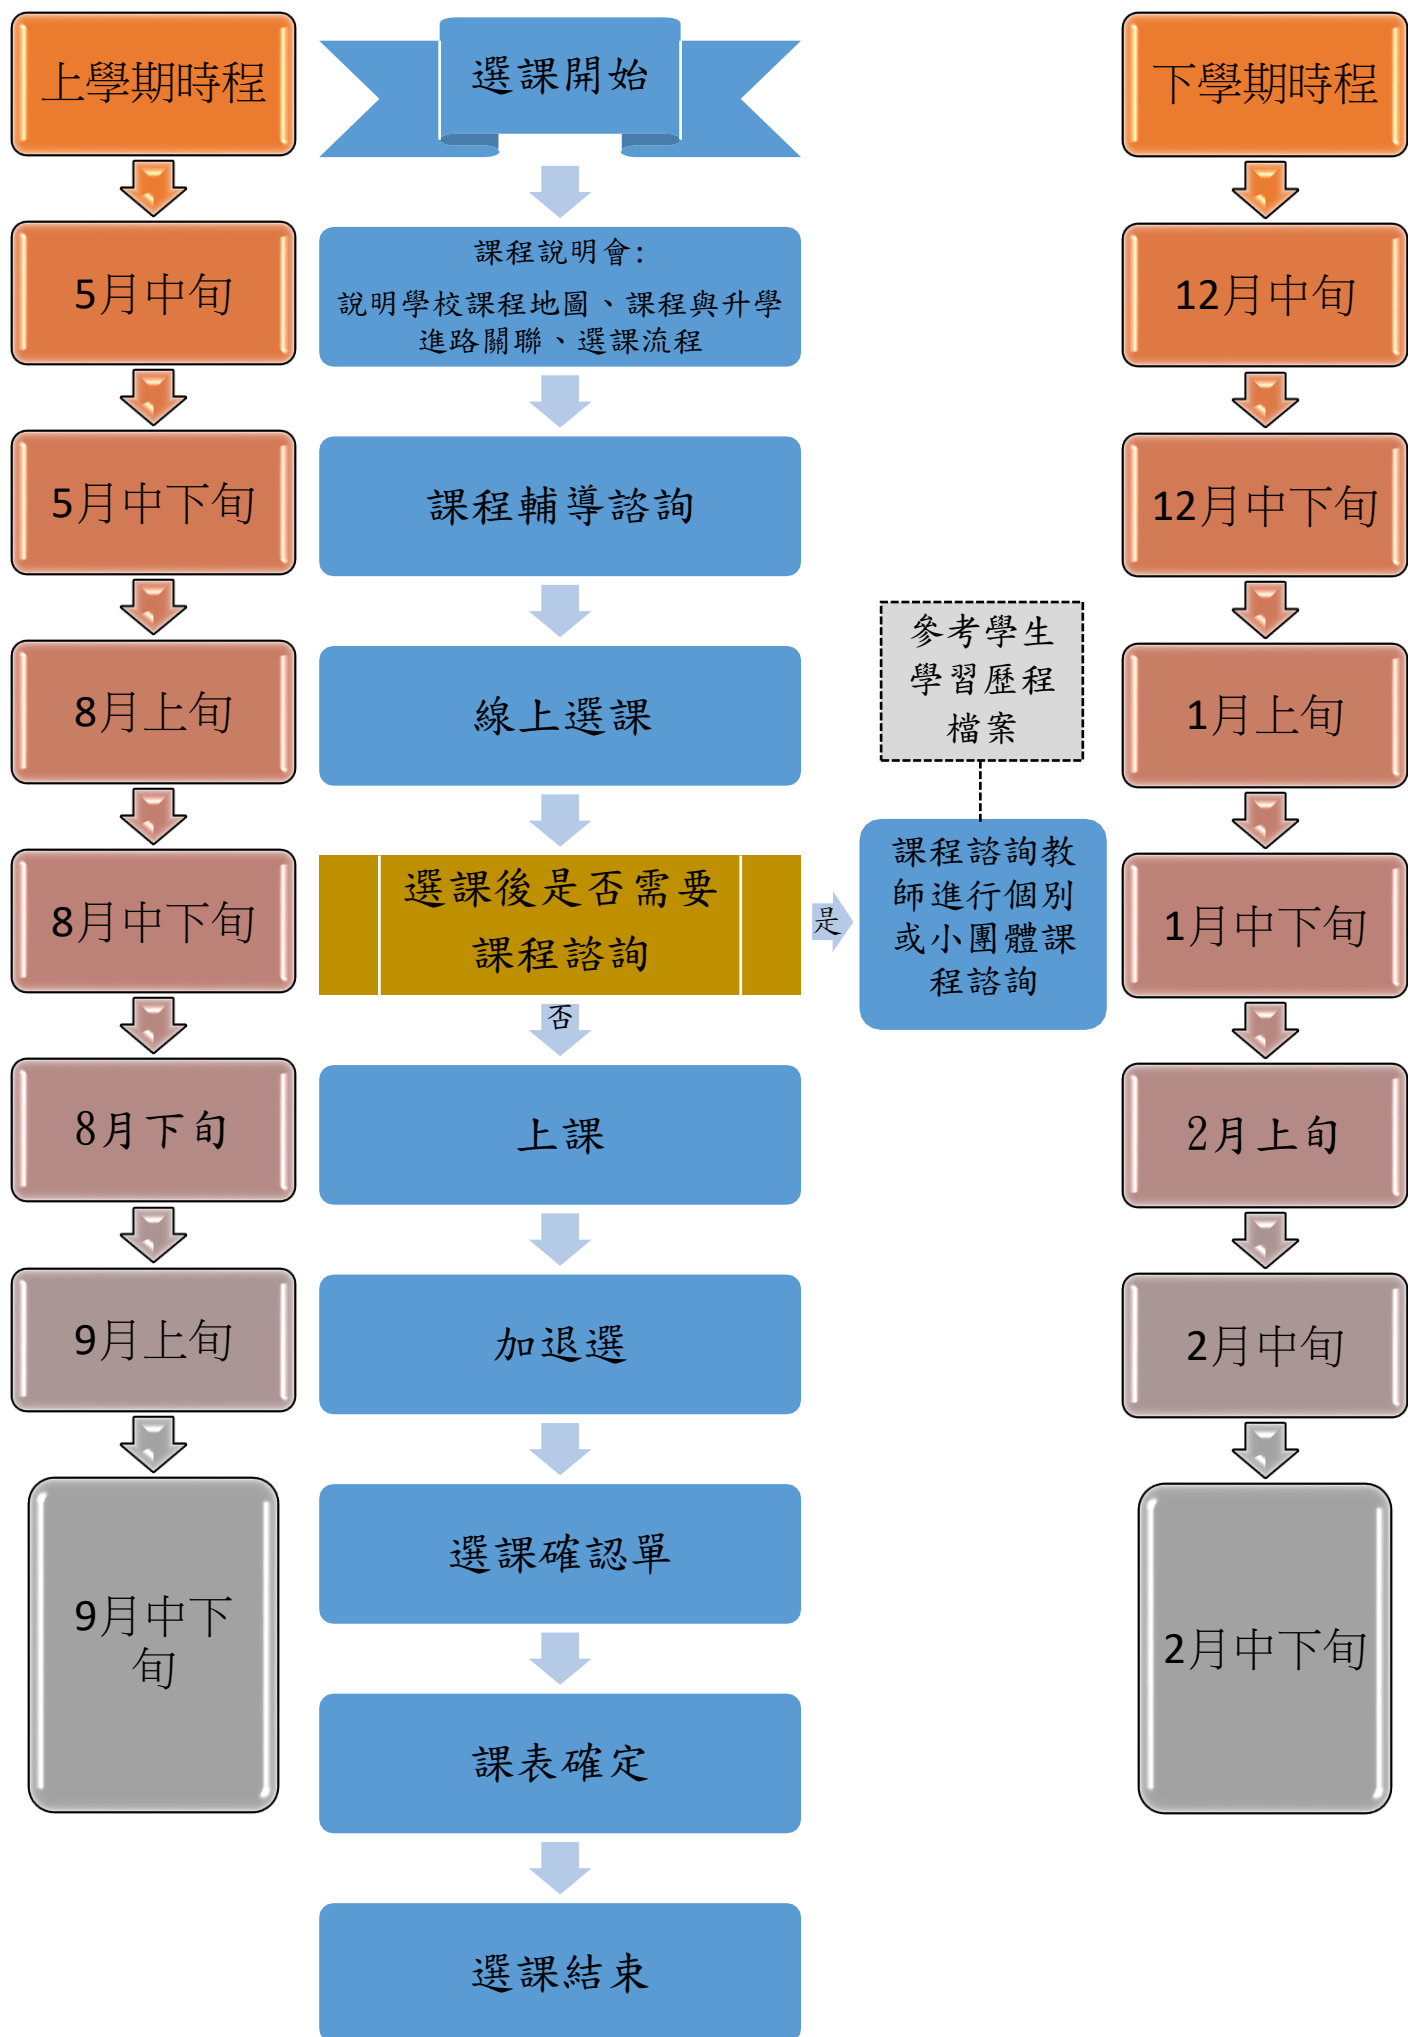 上學期時程
選課開始
下學期時程
5月中旬
課程說明會:
說明學校課程地圖、課程與升學
進路關聯、選課流程
12月中旬
5月中下旬
課程輔導諮詢
12月中下旬
8月上旬
線上選課
參考學生
學習歷程
檔案
1月上旬
8月中下旬
選課後是否需要
課程諮詢
是
課程諮詢教
師進行個別
或小團體課
程諮詢
1月中下旬
否
8月下旬
上課
2月上旬
9月上旬
加退選
2月中旬
選課確認單
9月中下
旬
2月中下旬
課表確定
選課結束